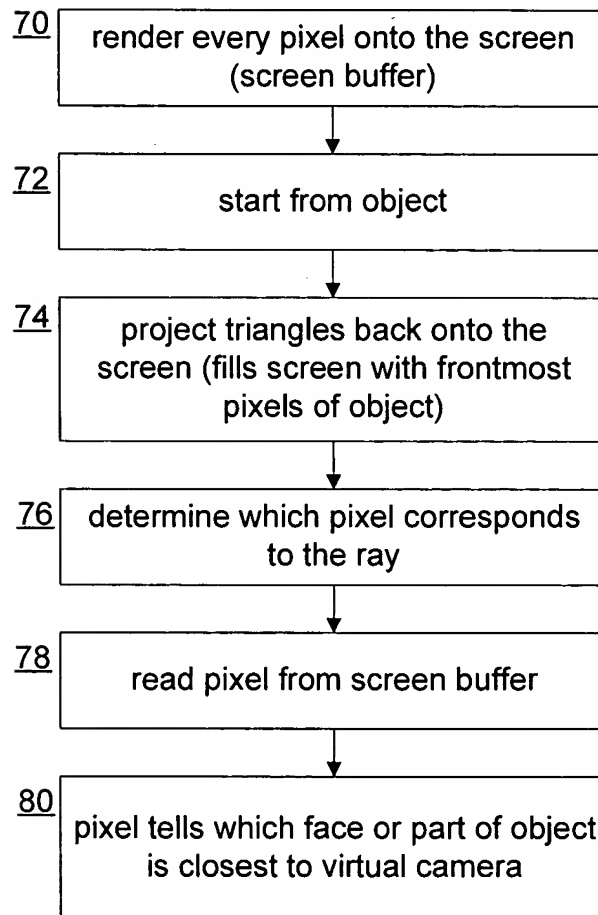 70
render every pixel onto the screen
(screen buffer)
72
start from object
74
project triangles back onto the
screen (fills screen with frontmost
pixels of object)
76
determine which pixel corresponds
to the ray
78
read pixel from screen buffer
80
pixel tells which face or part of object
is closest to virtual camera